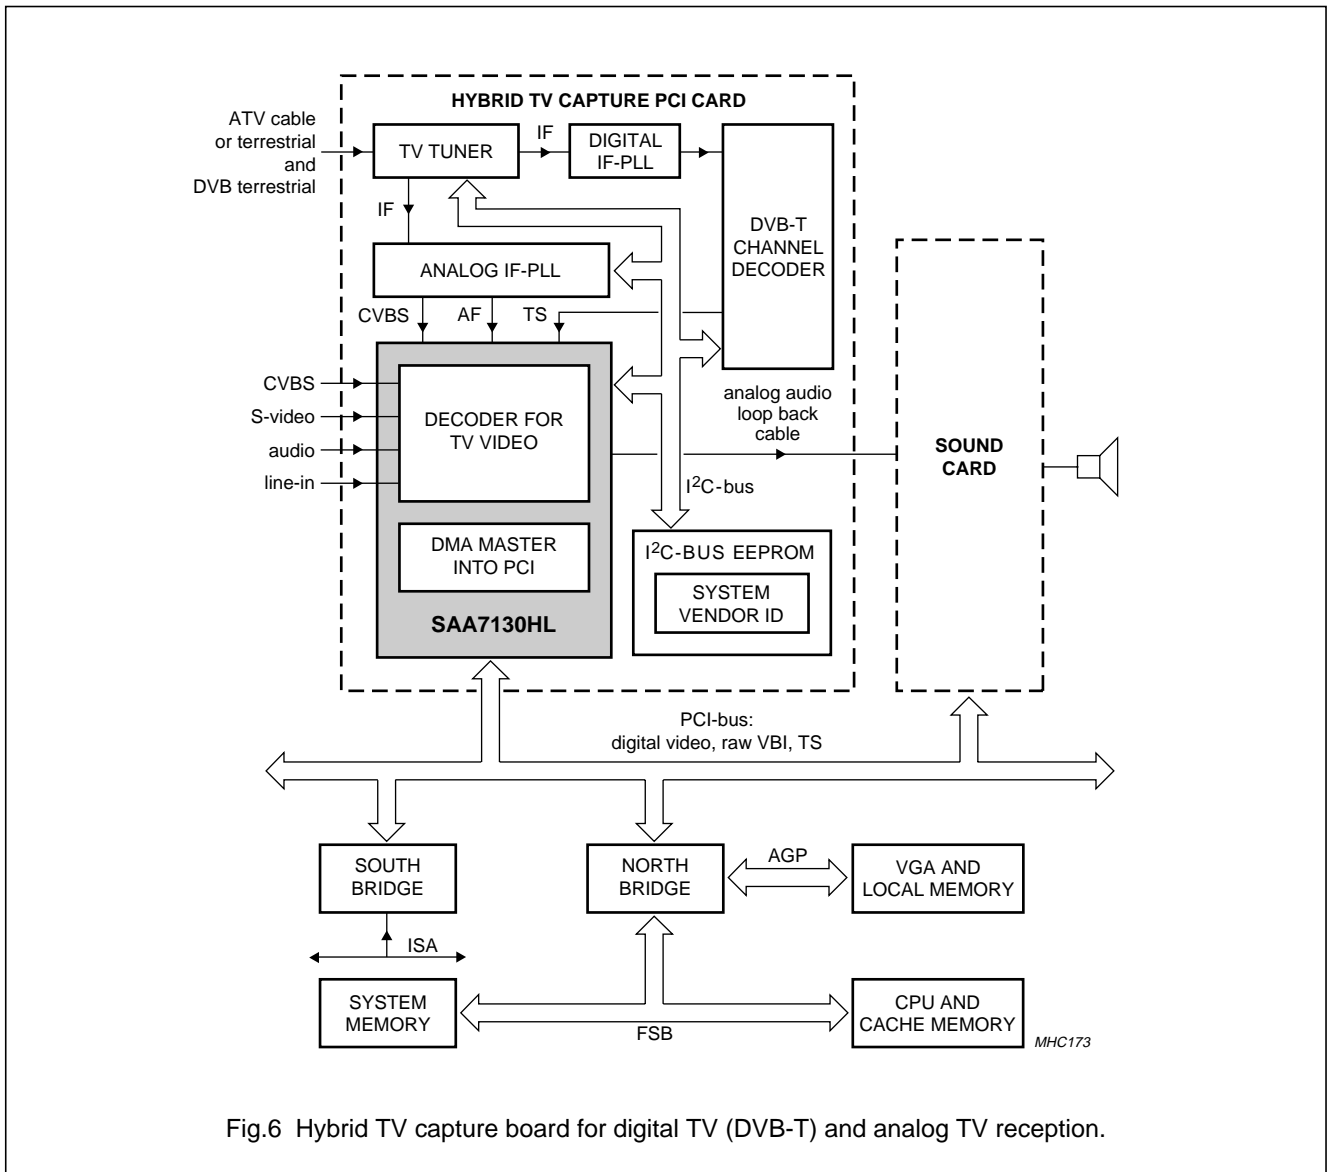 HYBRID TV CAPTURE PCI CARD
ATV cable
or terrestrial
and
DVB terrestrial
TV TUNER
IF
DIGITAL
IF-PLL
IF
DVB-T
CHANNEL
DECODER
ANALOG IF-PLL
CVBS
AF
TS
CVBS
S-video
audio
line-in
DECODER FOR
TV VIDEO
analog audio
loop back
cable
SOUND
CARD
I2C-bus
DMA MASTER
INTO PCI
SAA7130HL
I2C-BUS EEPROM
SYSTEM
VENDOR ID
PCI-bus:
digital video, raw VBI, TS
SOUTH
BRIDGE
NORTH
BRIDGE
AGP
VGA AND
LOCAL MEMORY
ISA
SYSTEM
MEMORY
FSB
CPU AND
CACHE MEMORY
MHC173
Fig.6 Hybrid TV capture board for digital TV (DVB-T) and analog TV reception.